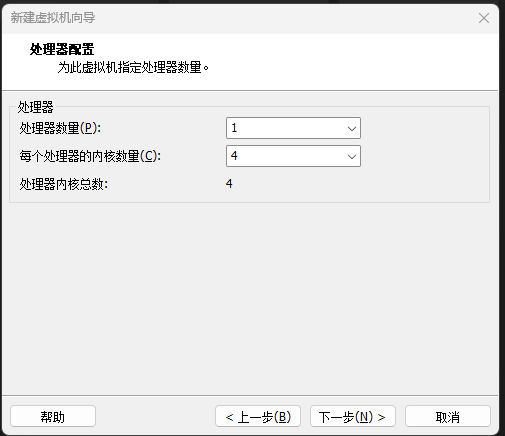 新建虚拟机向导
处理器配置
为此虚拟机指定处理器数量。
处理器
处理器数量(P): 1
每个处理器的内核数量(C): 4
处理器内核总数: 4
帮助 < 上一步(B) 下一步(N) > 取消